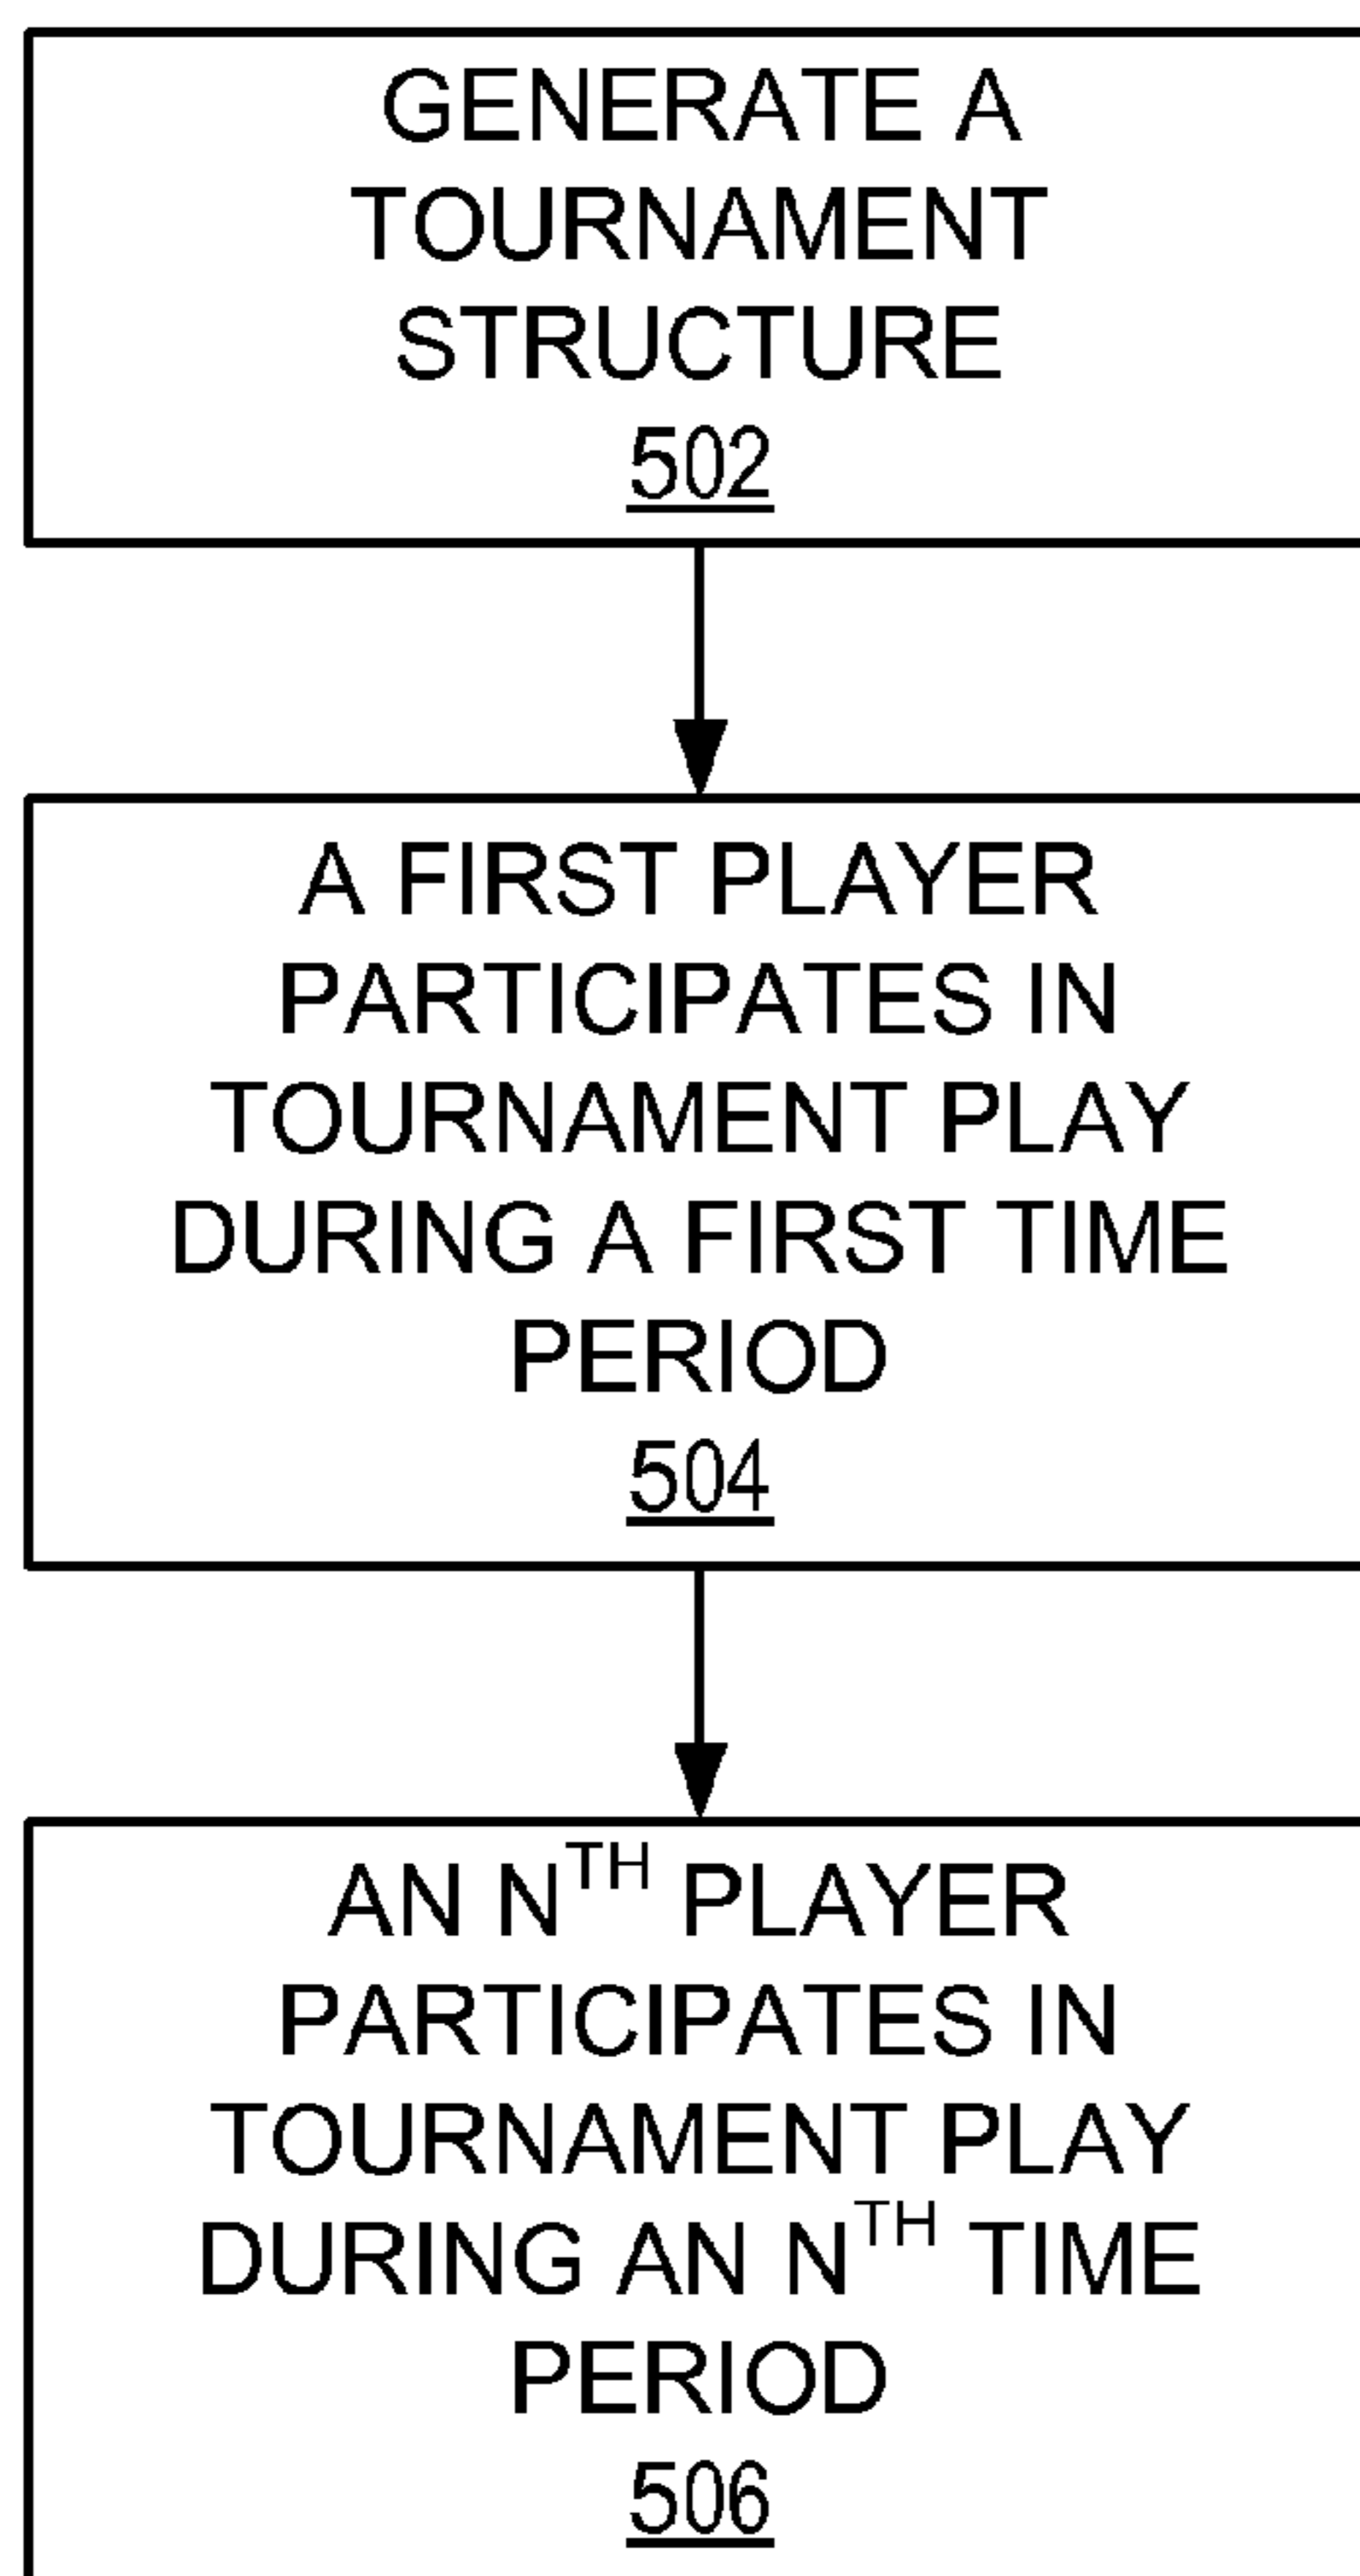 GENERATE A
TOURNAMENT
STRUCTURE
502
A FIRST PLAYER
PARTICIPATES IN
TOURNAMENT PLAY
DURING A FIRST TIME
PERIOD
504
AN NTH PLAYER
PARTICIPATES IN
TOURNAMENT PLAY
DURING AN NTH TIME
PERIOD
506